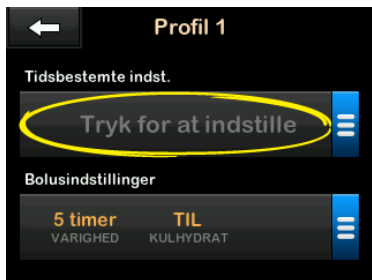 Profil 1
Tidsbestemte indst.
Tryk for at indstille
Bolusindstillinger
5 timer TIL
VARIGHED KULHYDRAT